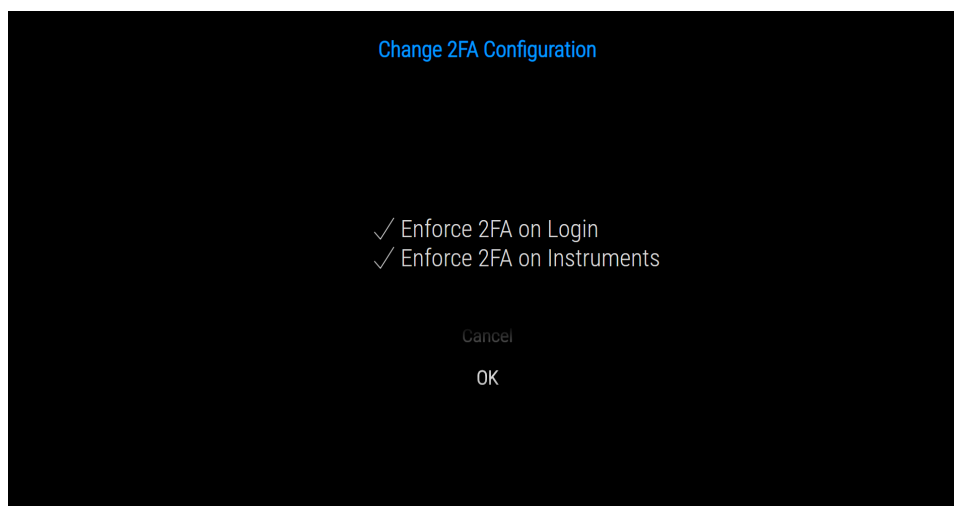 Change 2FA Configuration
Enforce 2FA on Login
Enforce 2FA on Instruments
Cancel
OK